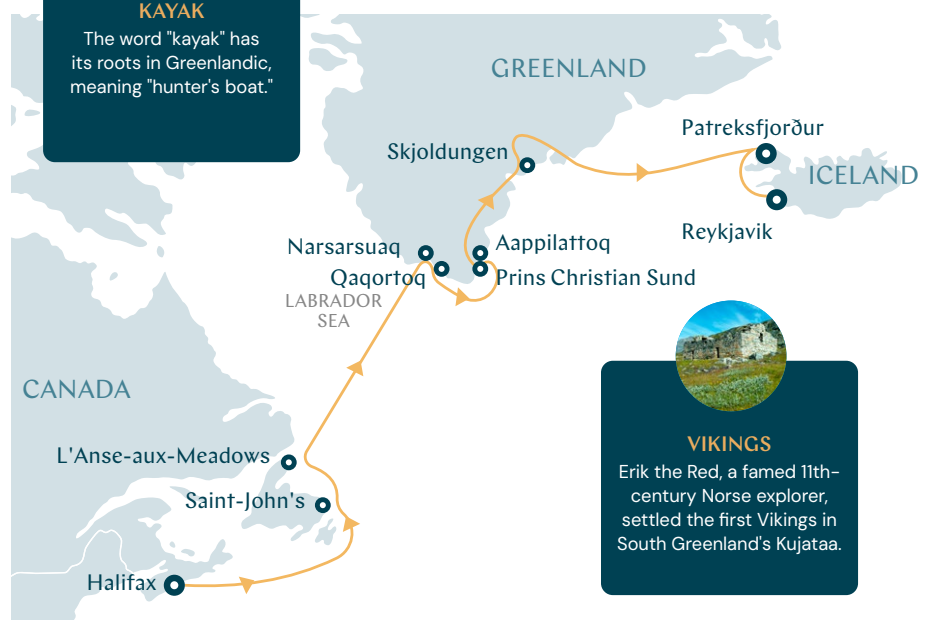 KAYAK
The word "kayak" has
its roots in Greenlandic,
meaning "hunter's boat."
GREENLAND
Patreksfjorður
Skjoldungen
ICELAND
Reykjavik
Narsarsuaq
Aappilattoq
Qaqortoq
Prins Christian Sund
LABRADOR
SEA
CANADA
L'Anse-aux-Meadows
Saint-John's
Halifax
VIKINGS
Erik the Red, a famed 11th-
century Norse explorer,
settled the first Vikings in
South Greenland's Kujataa.